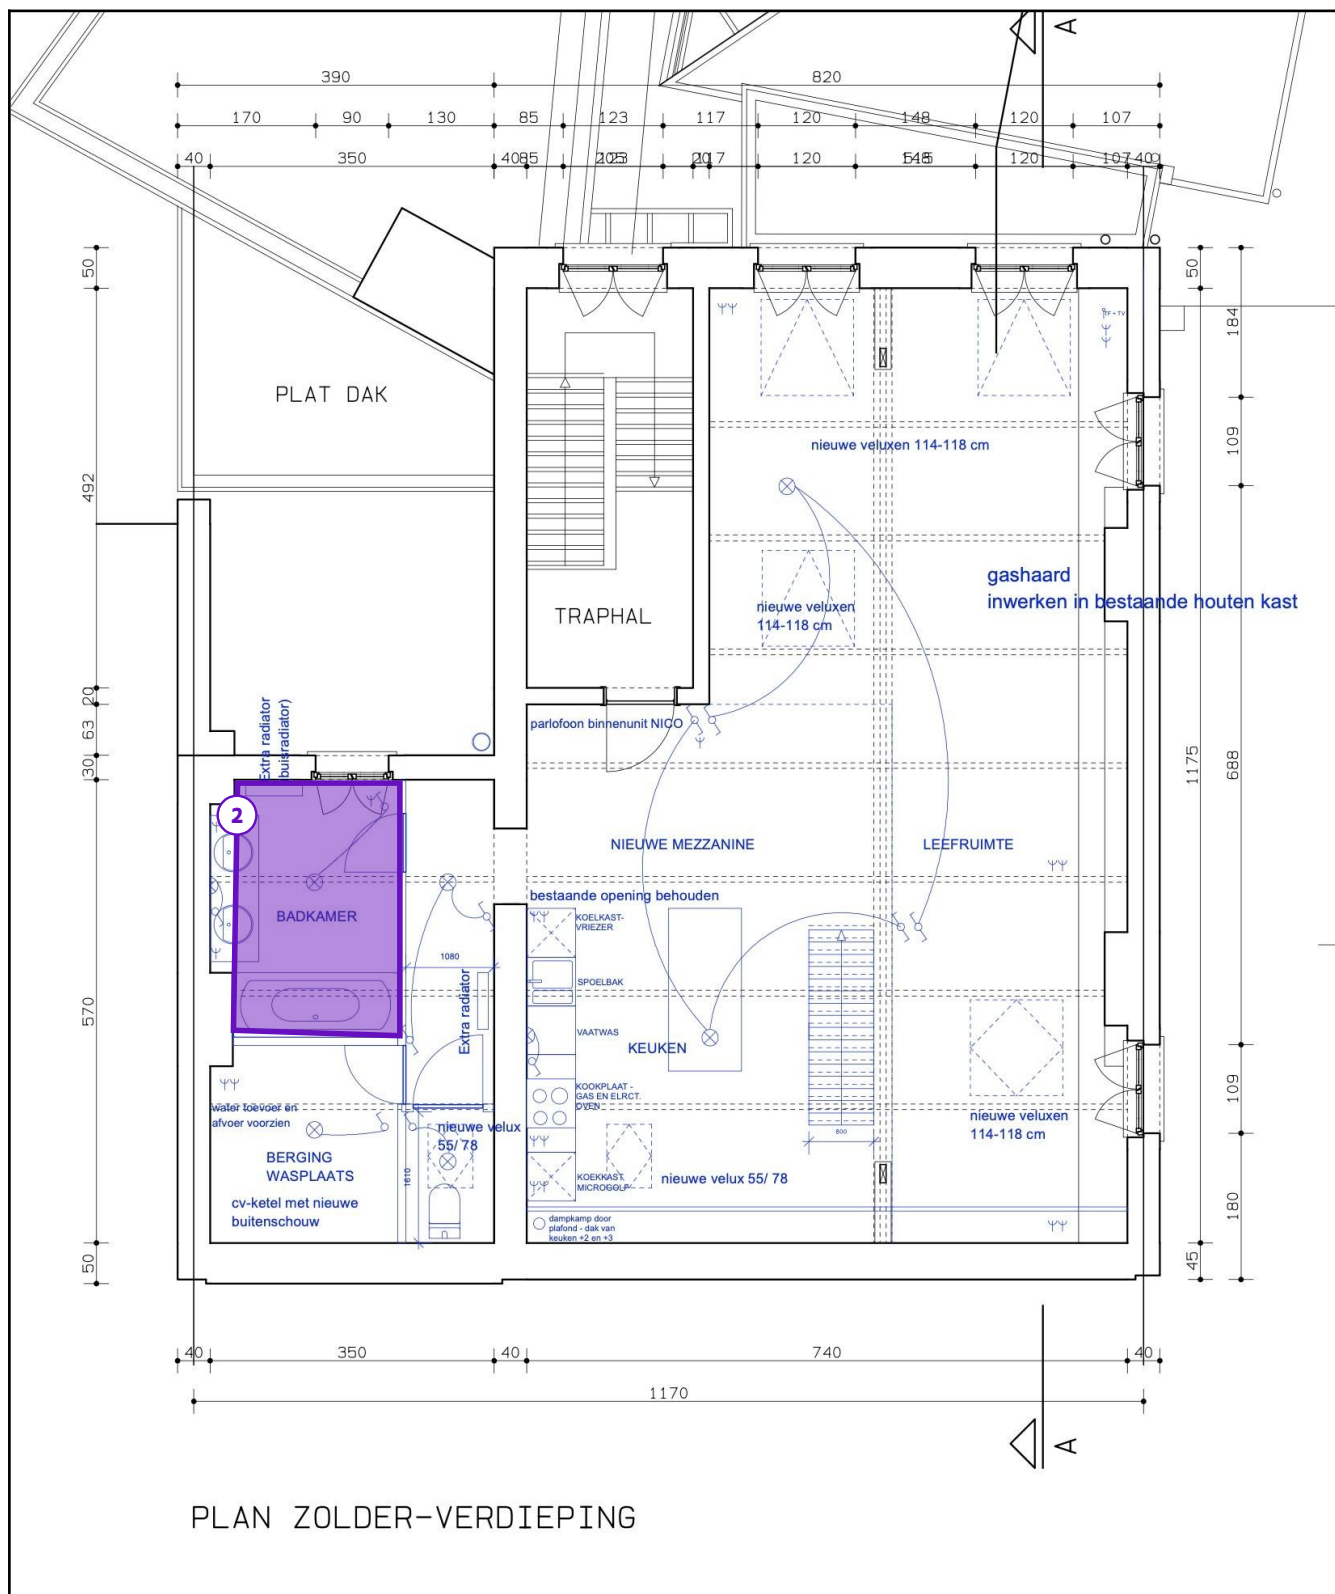 A
390
820
170
90
130
85
123
117
120
148
120
107
40
350
120
120
50
50
184
PLAT DAK
TF + TV
nieuwe veluxen 114-118 cm
109
492
gashaard
inwerken in bestaande houten kast
nieuwe veluxen
114-118 cm
TRAPHAL
20
63
30
Extra radiator
buisradiator)
parlofoon binnenunit NICO
1175
688
2
NIEUWE MEZZANINE
LEEFRUIMTE
bestaande opening behouden
BADKAMER
KOELKAST-
VRIEZER
1080
SPOELBAK
Extra radiator
570
VAATWAS
KEUKEN
KOOKPLAAT -
GAS EN ELRCT.
OVEN
109
water toevoer en
afvoer voorzien
nieuwe velux
55/ 78
nieuwe veluxen
114-118 cm
800
BERGING
WASPLAATS
1610
KOEKKAST
MICROGOLF
nieuwe velux 55/ 78
cv-ketel met nieuwe
buitenschouw
180
dampkamp door
plafond - dak van
keuken +2 en +3
50
45
40
350
40
740
40
1170
A
PLAN ZOLDER-VERDIEPING